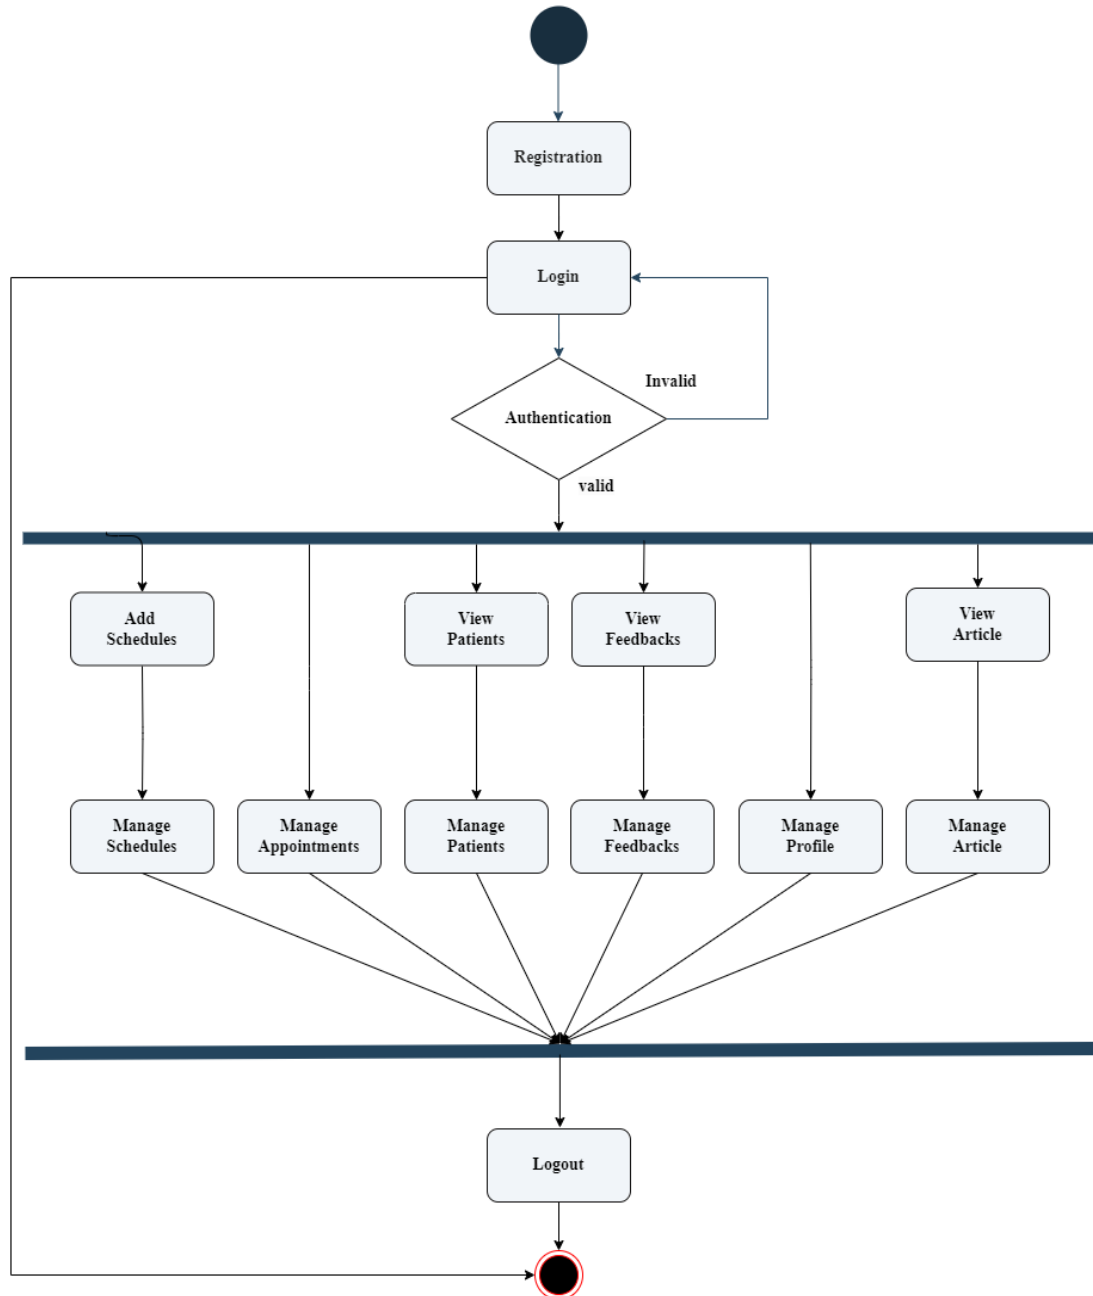 Registration
Login
Invalid
Authentication
valid
Add
Schedules
View
Patients
View
Feedbacks
View
Article
Manage
Schedules
Manage
Appointments
Manage
Patients
Manage
Feedbacks
Manage
Profile
Manage
Article
Logout